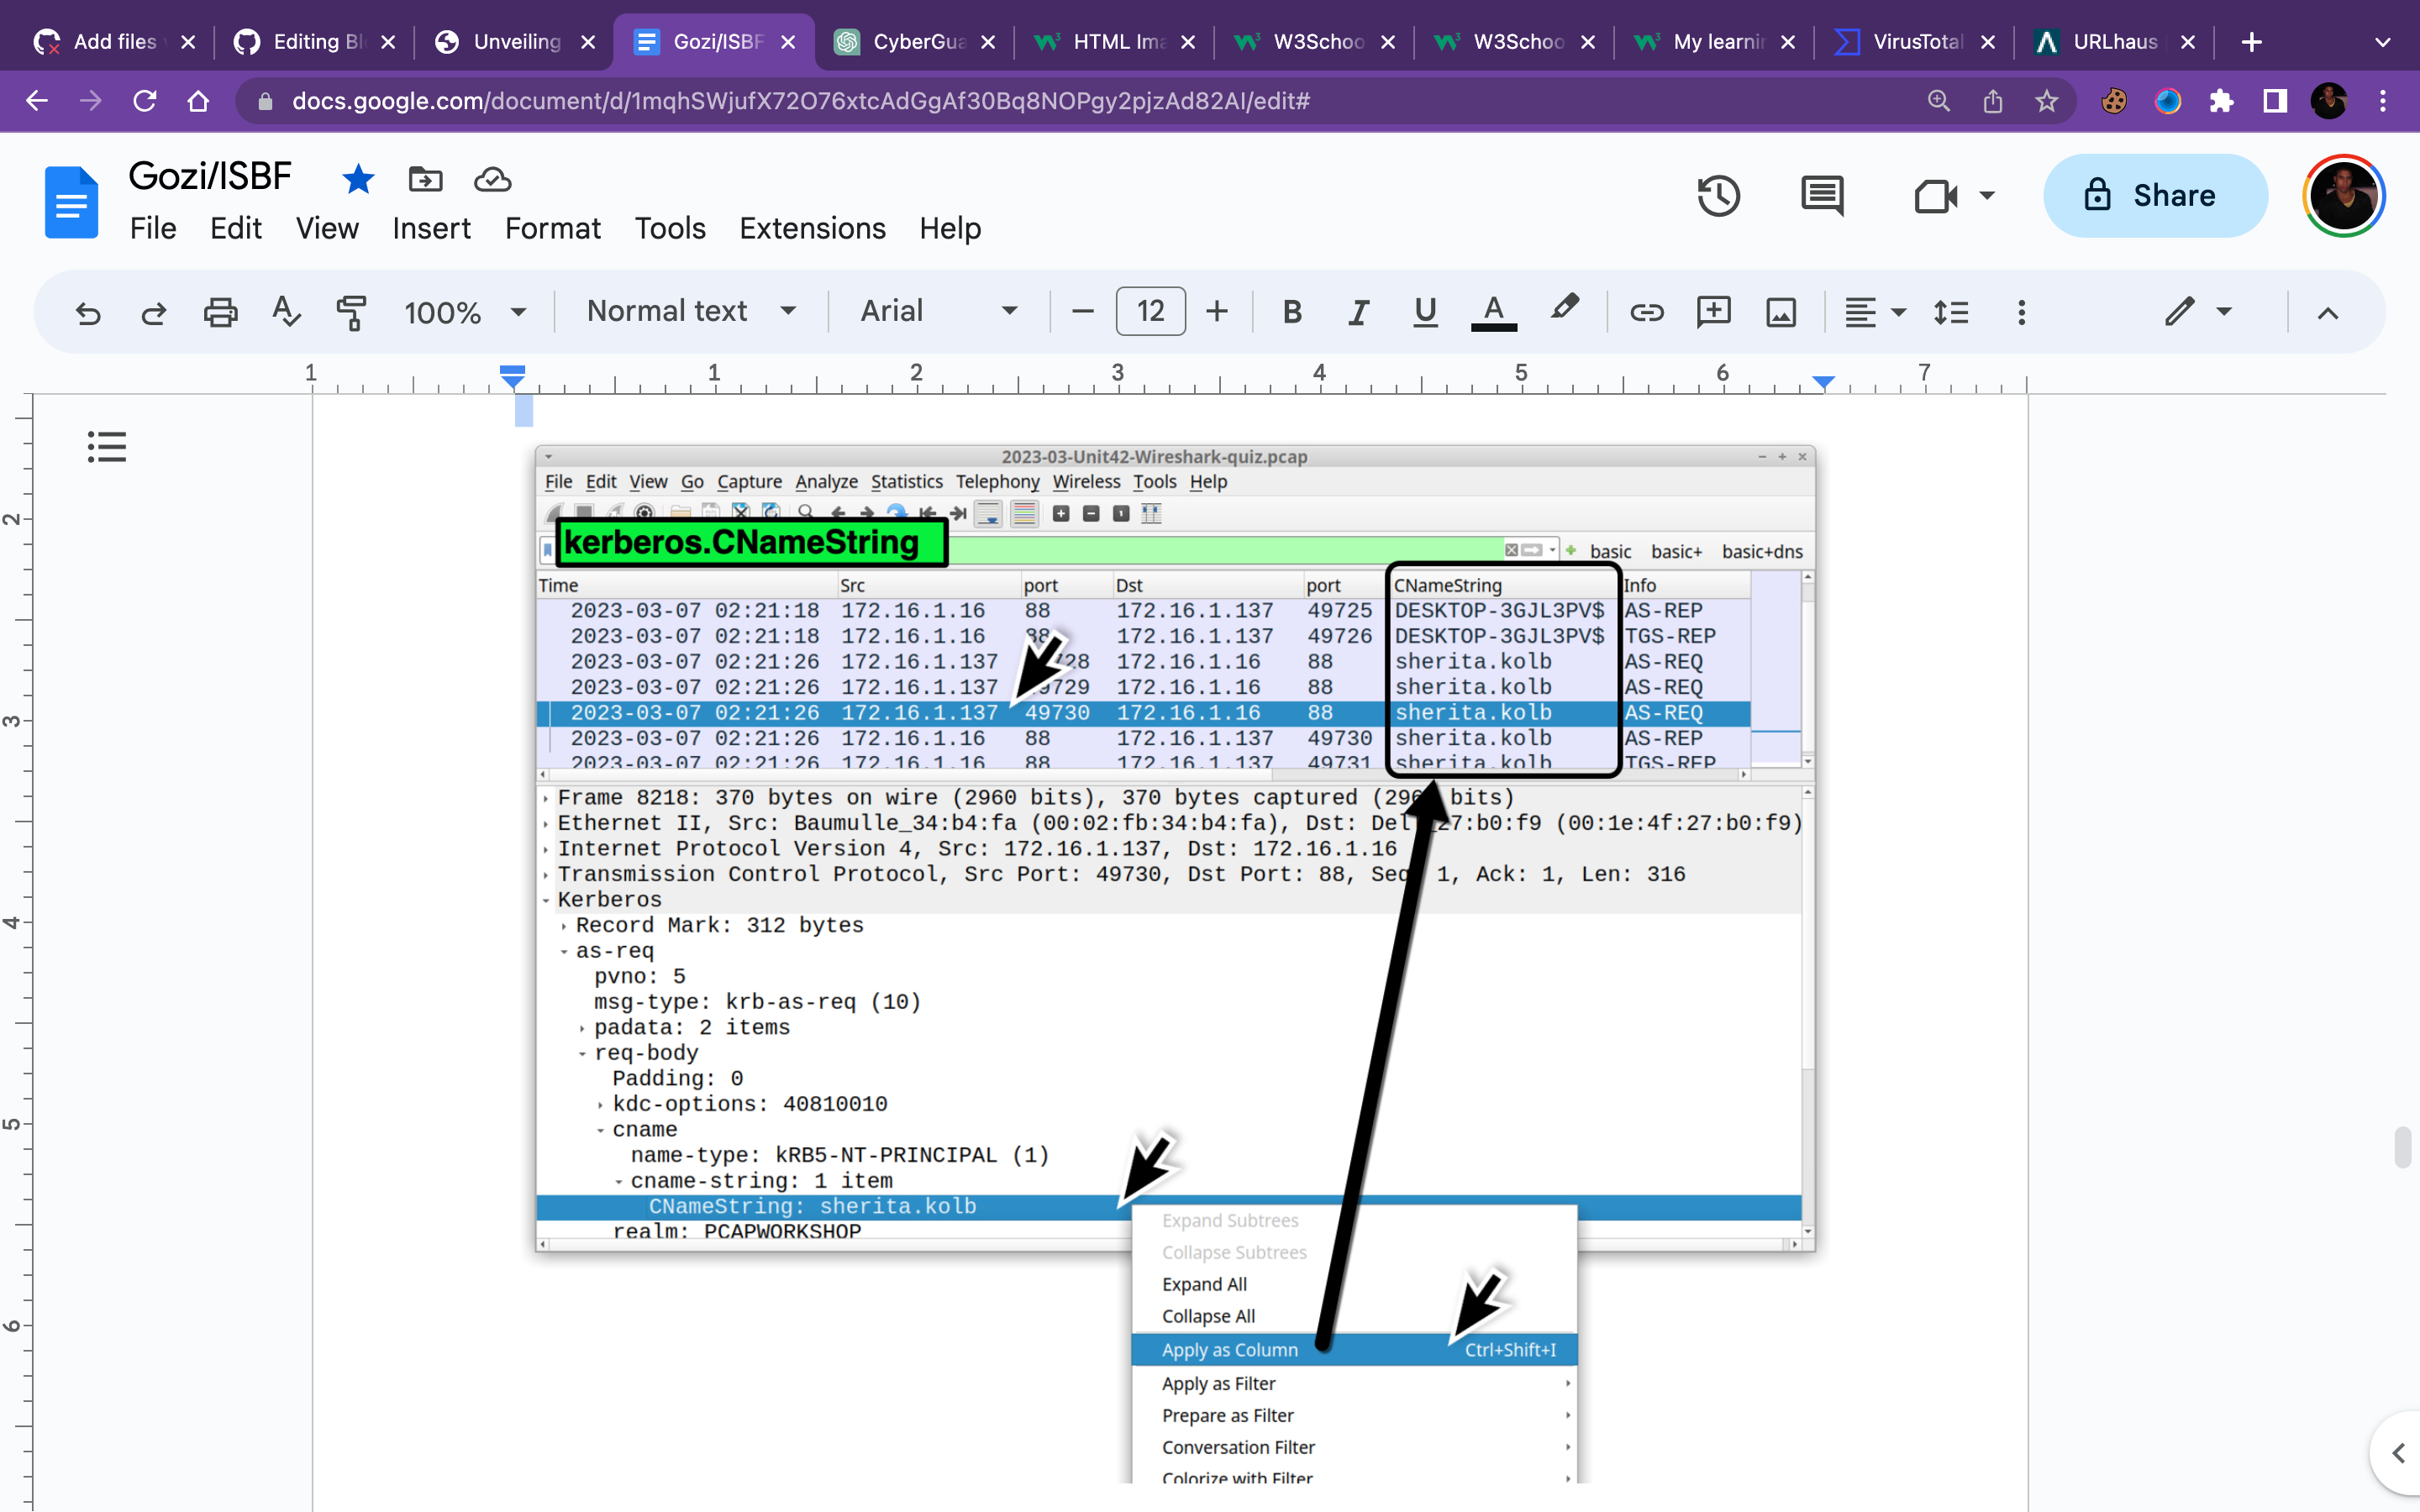 Add files
Editing Bl
Unveiling
Gozi/ISBF
CyberGua
HTML Ima
W3Schoo
W3Schoo
My learnin
VirusTotal
URLhaus
docs.google.com/document/d/1mqhSWjufX72O76xtcAdGgAf30Bq8NOPgy2pjzAd82AI/edit#
Gozi/ISBF
File Edit View Insert Format Tools Extensions Help
Share
100% Normal text Arial 12
1 1 2 3 4 5 6 7
2
3
4
5
6
2023-03-Unit42-Wireshark-quiz.pcap
File Edit View Go Capture Analyze Statistics Telephony Wireless Tools Help
kerberos.CNameString
basic basic+ basic+dns
Time Src port Dst port CNameString Info
2023-03-07 02:21:18 172.16.1.16 88 172.16.1.137 49725 DESKTOP-3GJL3PV$ AS-REP
2023-03-07 02:21:18 172.16.1.16 88 172.16.1.137 49726 DESKTOP-3GJL3PV$ TGS-REP
2023-03-07 02:21:26 172.16.1.137 28 172.16.1.16 88 sherita.kolb AS-REQ
2023-03-07 02:21:26 172.16.1.137 9729 172.16.1.16 88 sherita.kolb AS-REQ
2023-03-07 02:21:26 172.16.1.137 49730 172.16.1.16 88 sherita.kolb AS-REQ
2023-03-07 02:21:26 172.16.1.16 88 172.16.1.137 49730 sherita.kolb AS-REP
2023-03-07 02:21:26 172.16.1.16 88 172.16.1.137 49731 sherita.kolb TGS-REP
Frame 8218: 370 bytes on wire (2960 bits), 370 bytes captured (296 bits)
Ethernet II, Src: Baumulle_34:b4:fa (00:02:fb:34:b4:fa), Dst: Del _27:b0:f9 (00:1e:4f:27:b0:f9)
Internet Protocol Version 4, Src: 172.16.1.137, Dst: 172.16.1.16
Transmission Control Protocol, Src Port: 49730, Dst Port: 88, Seq 1, Ack: 1, Len: 316
Kerberos
Record Mark: 312 bytes
as-req
pvno: 5
msg-type: krb-as-req (10)
padata: 2 items
req-body
Padding: 0
kdc-options: 40810010
cname
name-type: kRB5-NT-PRINCIPAL (1)
cname-string: 1 item
CNameString: sherita.kolb
realm: PCAPWORKSHOP
Expand Subtrees
Collapse Subtrees
Expand All
Collapse All
Apply as Column Ctrl+Shift+I
Apply as Filter
Prepare as Filter
Conversation Filter
Colorize with Filter